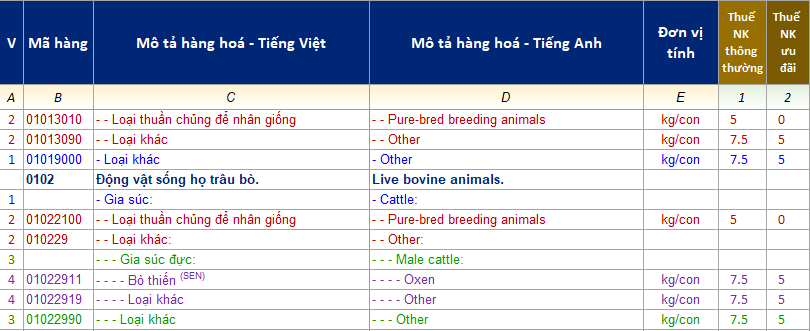 V Mã hàng Mô tả hàng hoá - Tiếng Việt Mô tả hàng hoá - Tiếng Anh Đơn vị tính Thuế NK thông thường Thuế NK ưu đãi
A B C D E 1 2
2 01013010 - - Loại thuần chủng để nhân giống - - Pure-bred breeding animals kg/con 5 0
2 01013090 - - Loại khác - - Other kg/con 7.5 5
1 01019000 - Loại khác - Other kg/con 7.5 5
0102 Động vật sống họ trâu bò. Live bovine animals.
1 - Gia súc: - Cattle:
2 01022100 - - Loại thuần chủng để nhân giống - - Pure-bred breeding animals kg/con 5 0
2 010229 - - Loại khác: - - Other:
3 - - - Gia súc đực: - - - Male cattle:
4 01022911 - - - - Bò thiến (SEN) - - - - Oxen kg/con 7.5 5
4 01022919 - - - - Loại khác - - - - Other kg/con 7.5 5
3 01022990 - - - Loại khác - - - Other kg/con 7.5 5